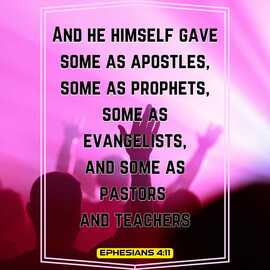 And he himself gave
some as apostles,
some as prophets,
some as
evangelists,
and some as
pastors
and teachers
EPHESIANS 4:11